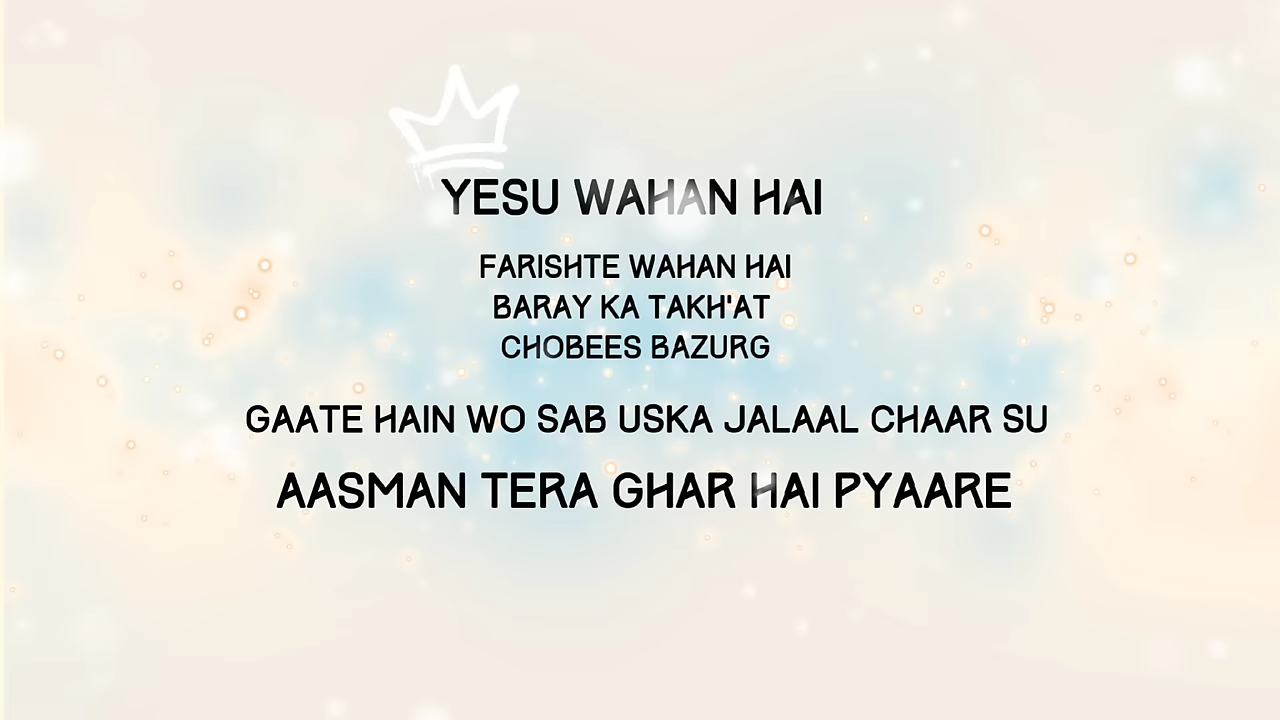 YESU WAHAN HAI
FARISHTE WAHAN HAI
BARAY KA TAKH'AT
CHOBEES BAZURG
GAATE HAIN WO SAB USKA JALAAL CHAAR SU
AASMAN TERA GHAR HAI PYAARE